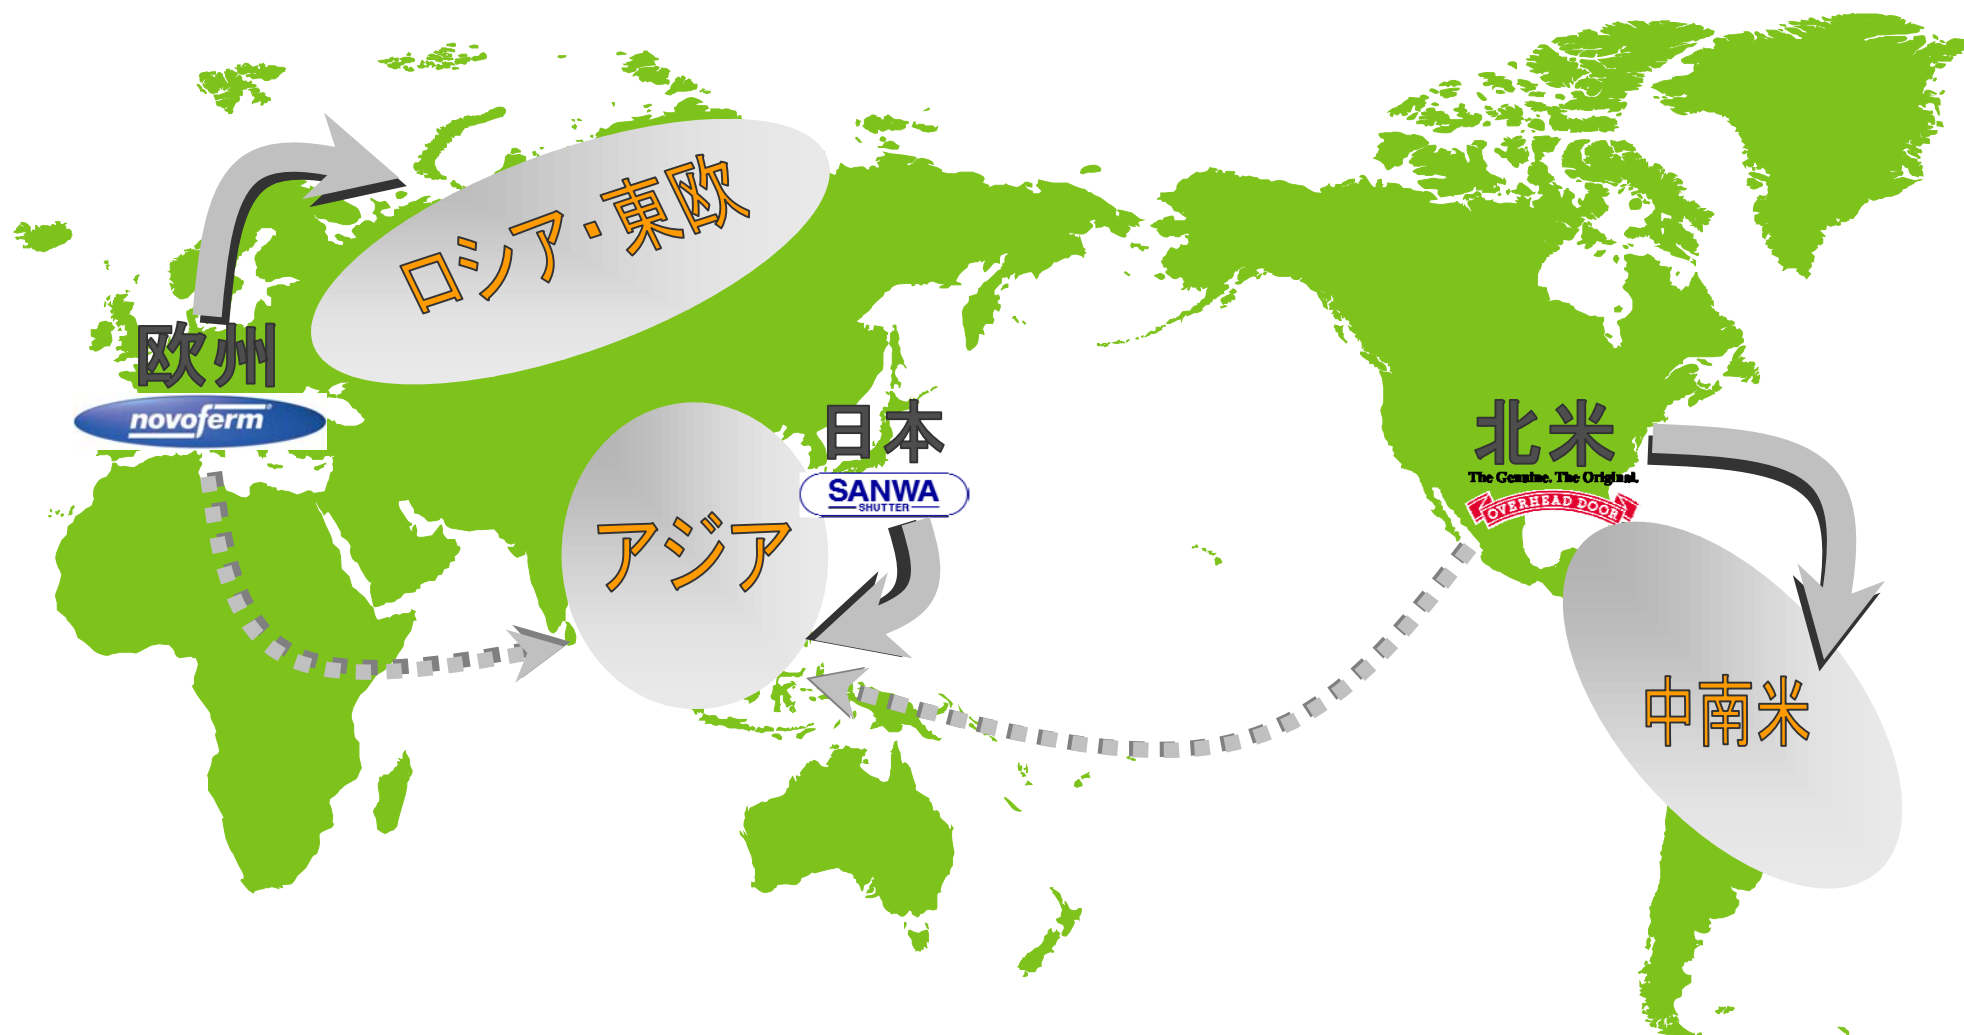 ロシア・東欧
欧州
novoferm®
日本
SANWA
SHUTTER
アジア
北米
The Genuine. The Original.
OVERHEAD DOOR
中南米